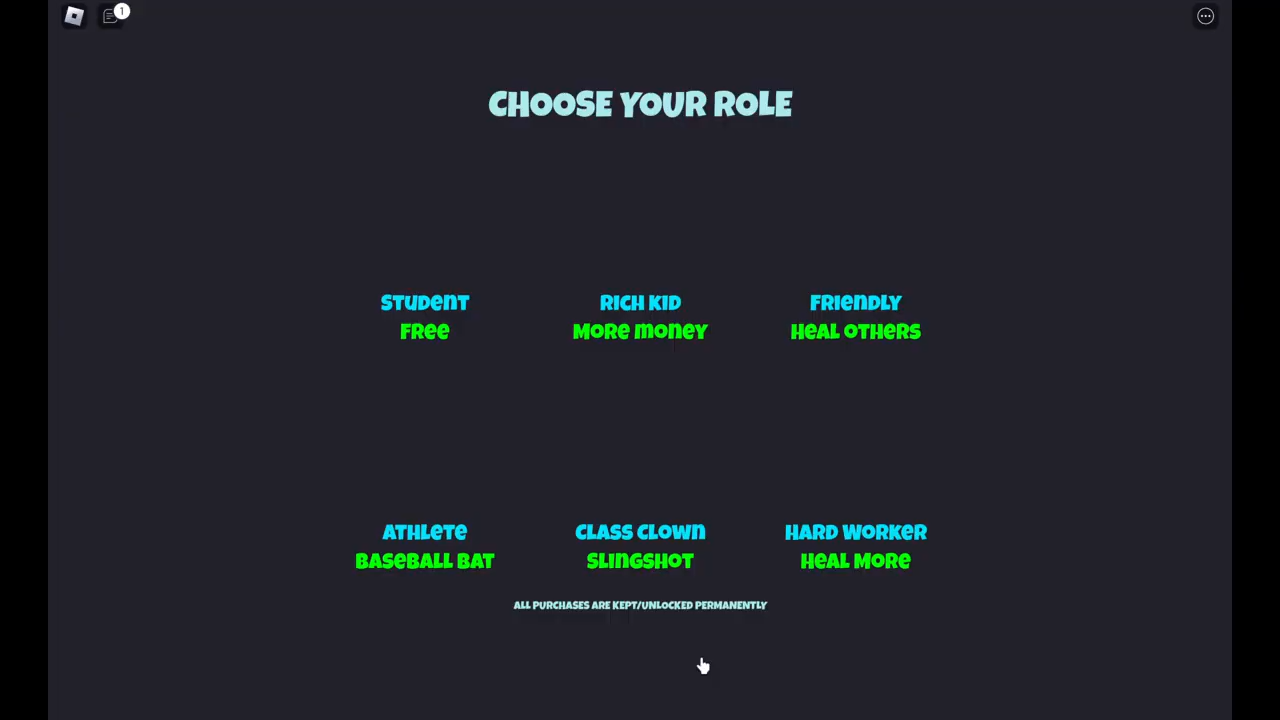 1
CHOOSE YOUR ROLE
STUDENT
FREE
RICH KID
MORE MONEY
FRIENDLY
HEAL OTHERS
ATHLETE
BASEBALL BAT
CLASS CLOWN
SLINGSHOT
HARD WORKER
HEAL MORE
ALL PURCHASES ARE KEPT/UNLOCKED PERMANENTLY